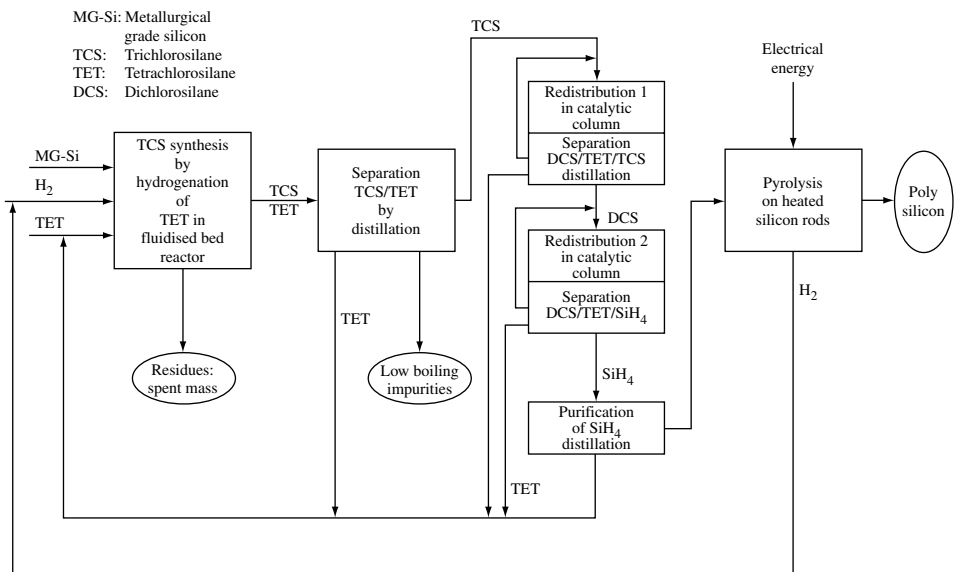 MG-Si: Metallurgical
grade silicon
TCS: Trichlorosilane
TET: Tetrachlorosilane
DCS: Dichlorosilane
MG-Si
H2
TET
TCS synthesis
by
hydrogenation
of
TET in
fluidised bed
reactor
Residues:
spent mass
TCS
TET
Separation
TCS/TET
by
distillation
TET
Low boiling
impurities
TCS
Redistribution 1
in catalytic
column
Separation
DCS/TET/TCS
distillation
DCS
Redistribution 2
in catalytic
column
Separation
DCS/TET/SiH4
SiH4
Purification
of SiH4
distillation
TET
Electrical
energy
Pyrolysis
on heated
silicon rods
H2
Poly
silicon